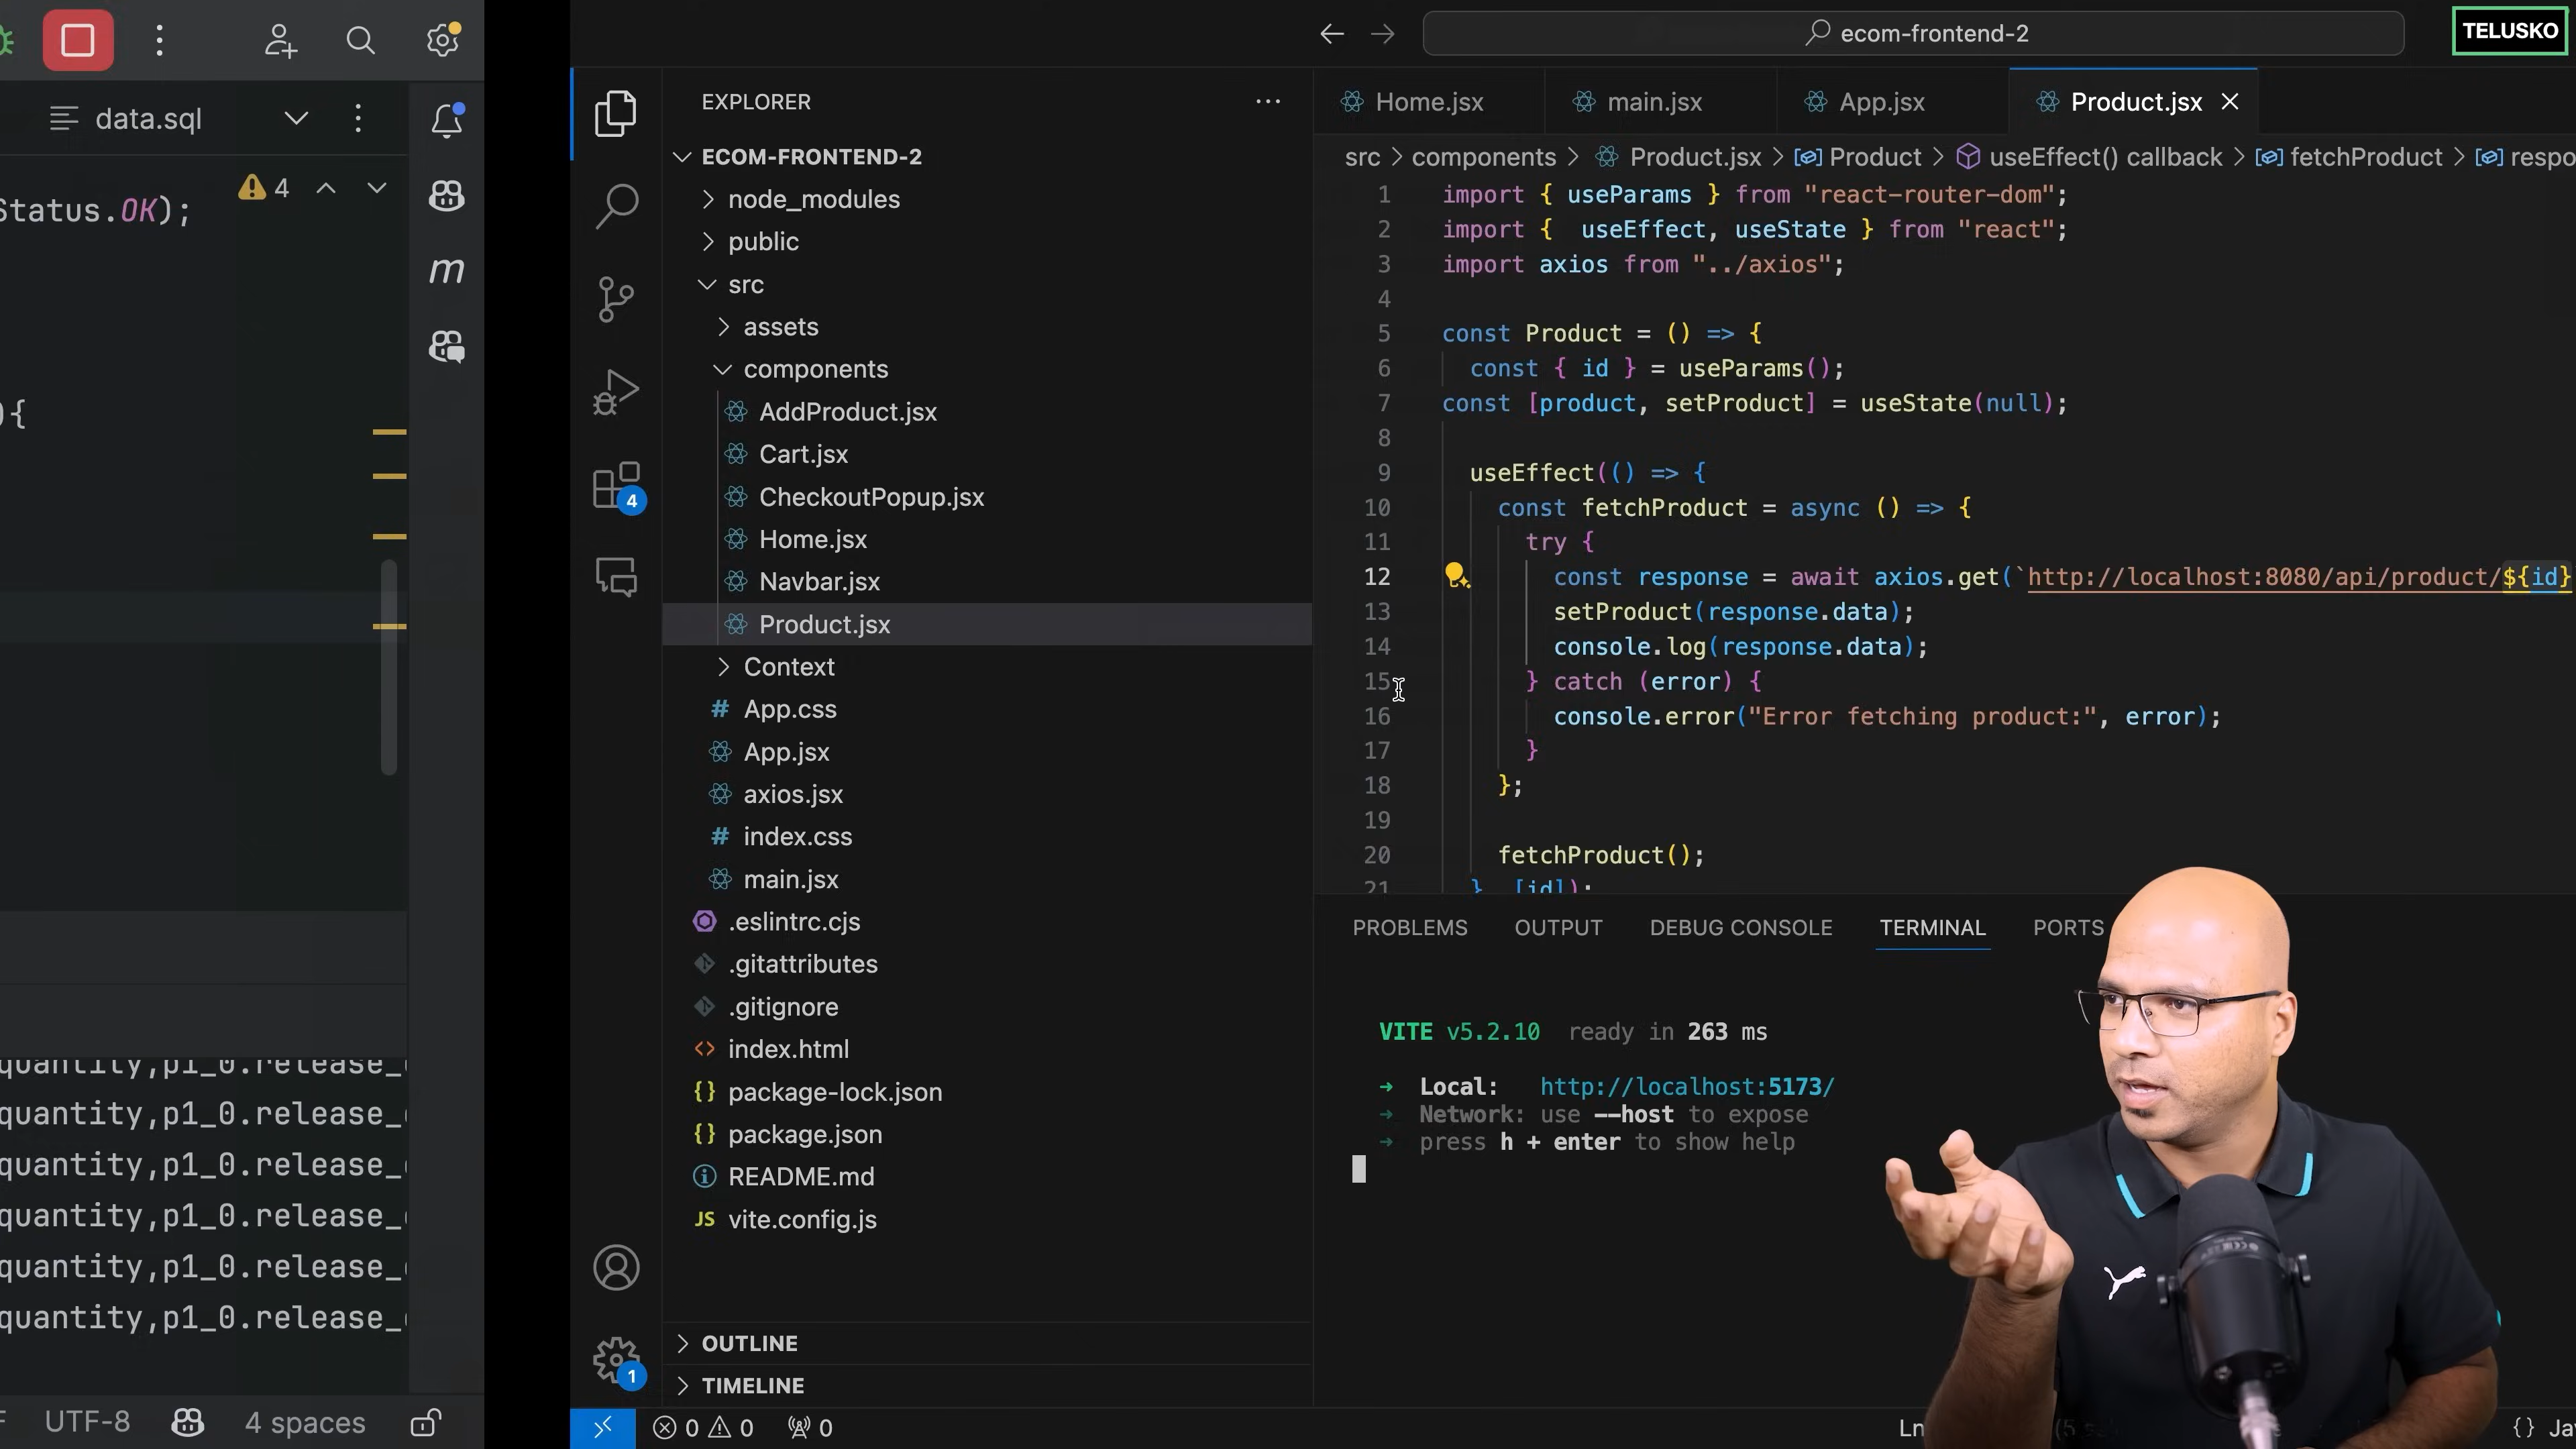 data.sql
4
Status.OK);
){
quantity,p1_0.release_
quantity,p1_0.release_
quantity,p1_0.release_
quantity,p1_0.release_
quantity,p1_0.release_
quantity,p1_0.release_
UTF-8
4 spaces
ecom-frontend-2
TELUSKO
EXPLORER
ECOM-FRONTEND-2
node_modules
public
src
assets
components
AddProduct.jsx
Cart.jsx
CheckoutPopup.jsx
Home.jsx
Navbar.jsx
Product.jsx
Context
App.css
App.jsx
axios.jsx
index.css
main.jsx
.eslintrc.cjs
.gitattributes
.gitignore
index.html
package-lock.json
package.json
README.md
vite.config.js
OUTLINE
TIMELINE
4
1
0 0 0
Home.jsx main.jsx App.jsx Product.jsx
src > components > Product.jsx > Product > useEffect() callback > fetchProduct > respo
1 import { useParams } from "react-router-dom";
2 import {  useEffect, useState } from "react";
3 import axios from "../axios";
4
5 const Product = () => {
6 const { id } = useParams();
7 const [product, setProduct] = useState(null);
8
9 useEffect(() => {
10 const fetchProduct = async () => {
11 try {
12 const response = await axios.get(`http://localhost:8080/api/product/${id}
13 setProduct(response.data);
14 console.log(response.data);
15 } catch (error) {
16 console.error("Error fetching product:", error);
17 }
18 };
19
20 fetchProduct();
21 }, [id]);
PROBLEMS OUTPUT DEBUG CONSOLE TERMINAL PORTS
VITE v5.2.10 ready in 263 ms
➜ Local: http://localhost:5173/
➜ Network: use --host to expose
➜ press h + enter to show help
Ln
{} Ja